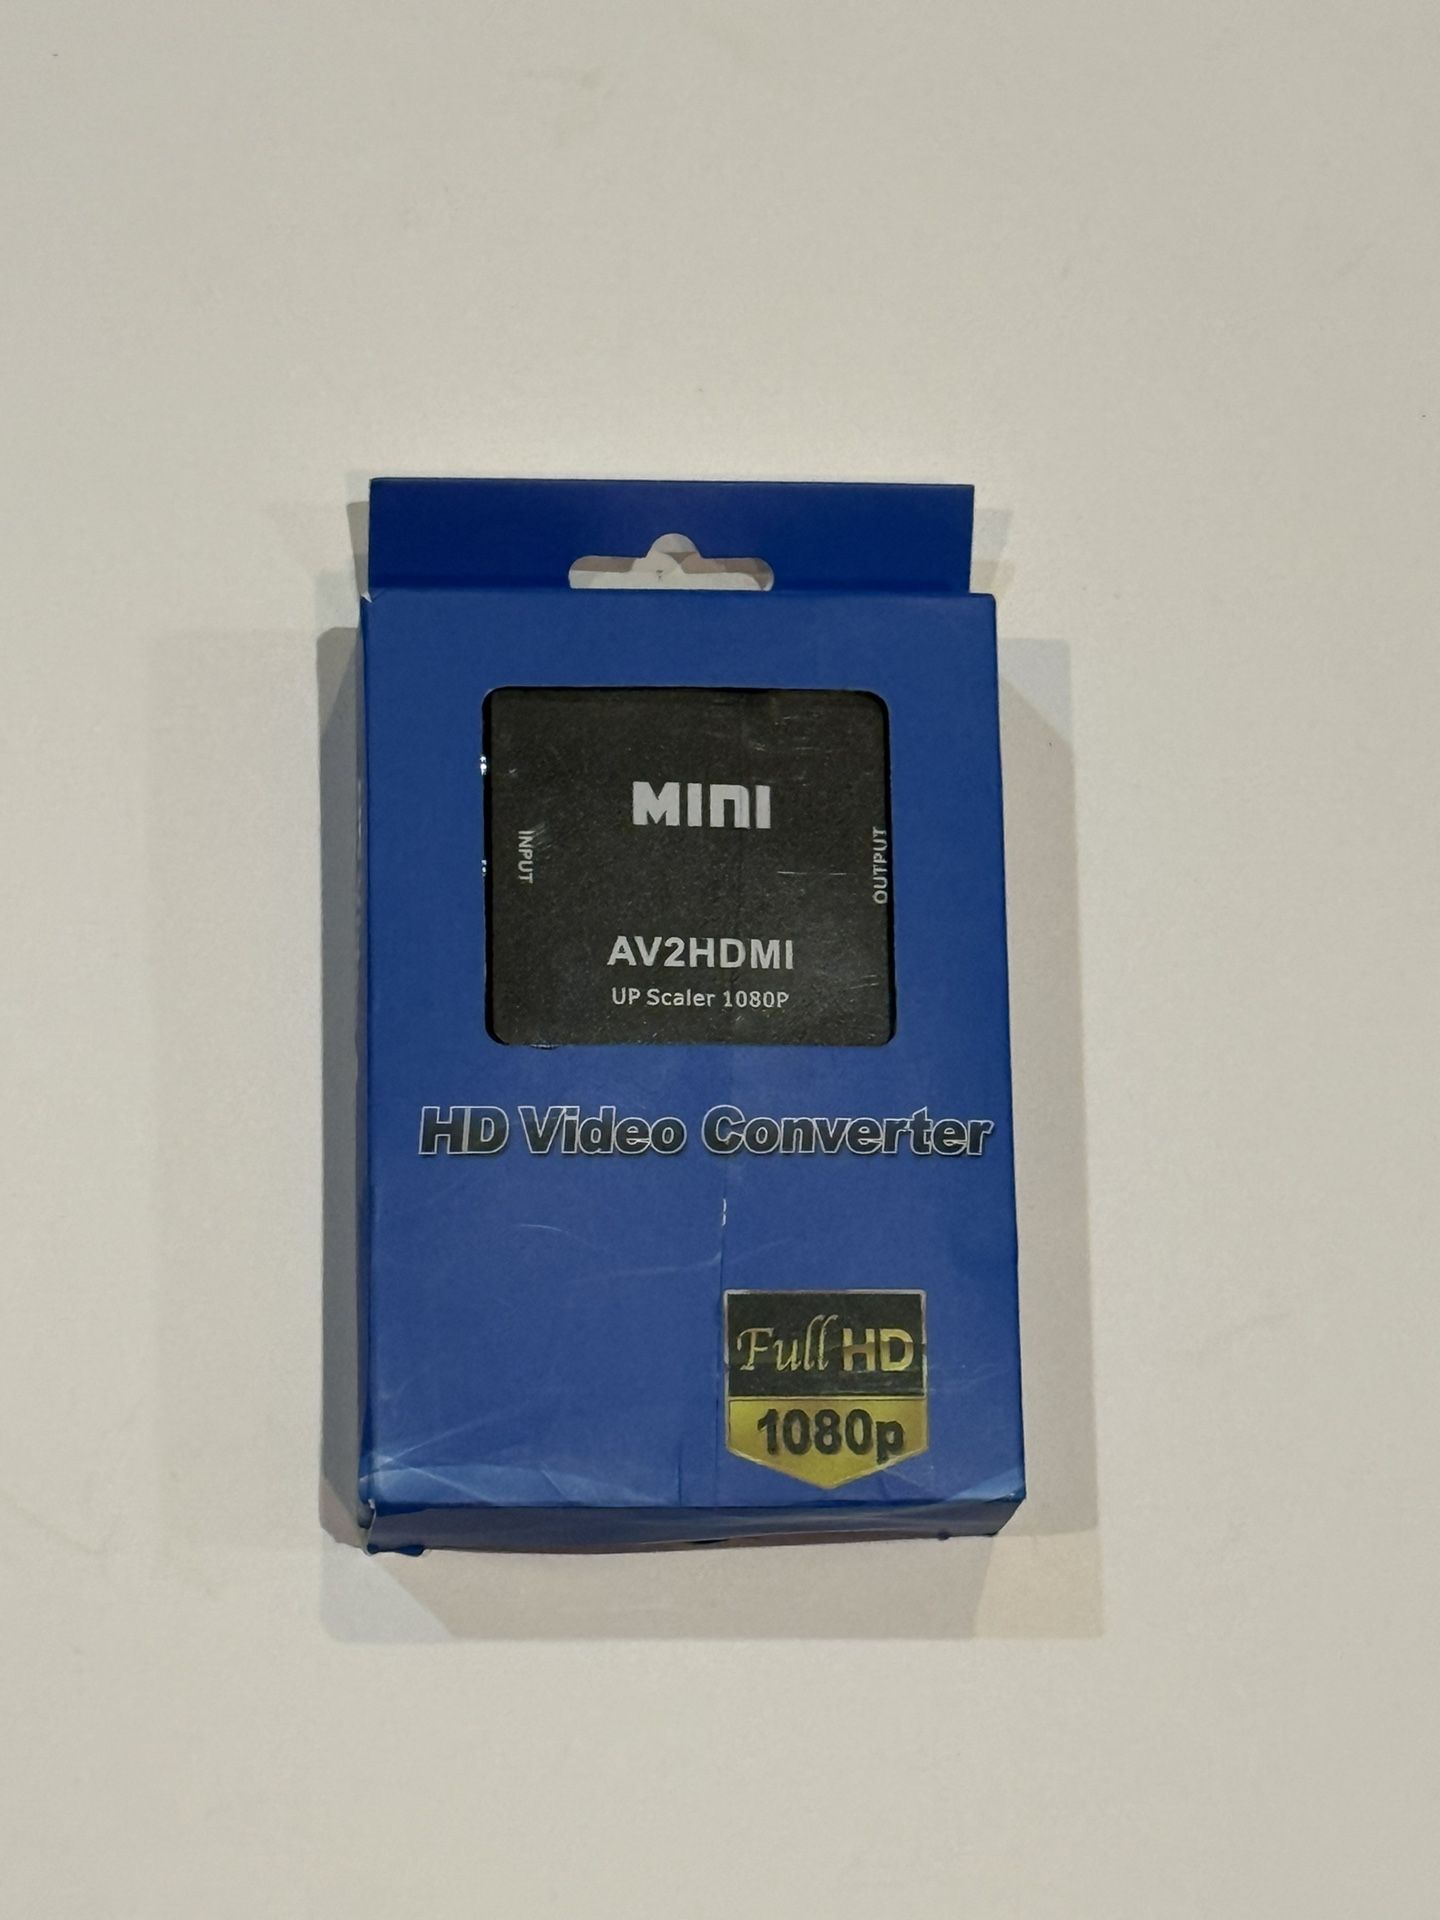 MINI
INPUT
OUTPUT
AV2HDMI
UP Scaler 1080P
HD Video Converter
Full HD
1080p